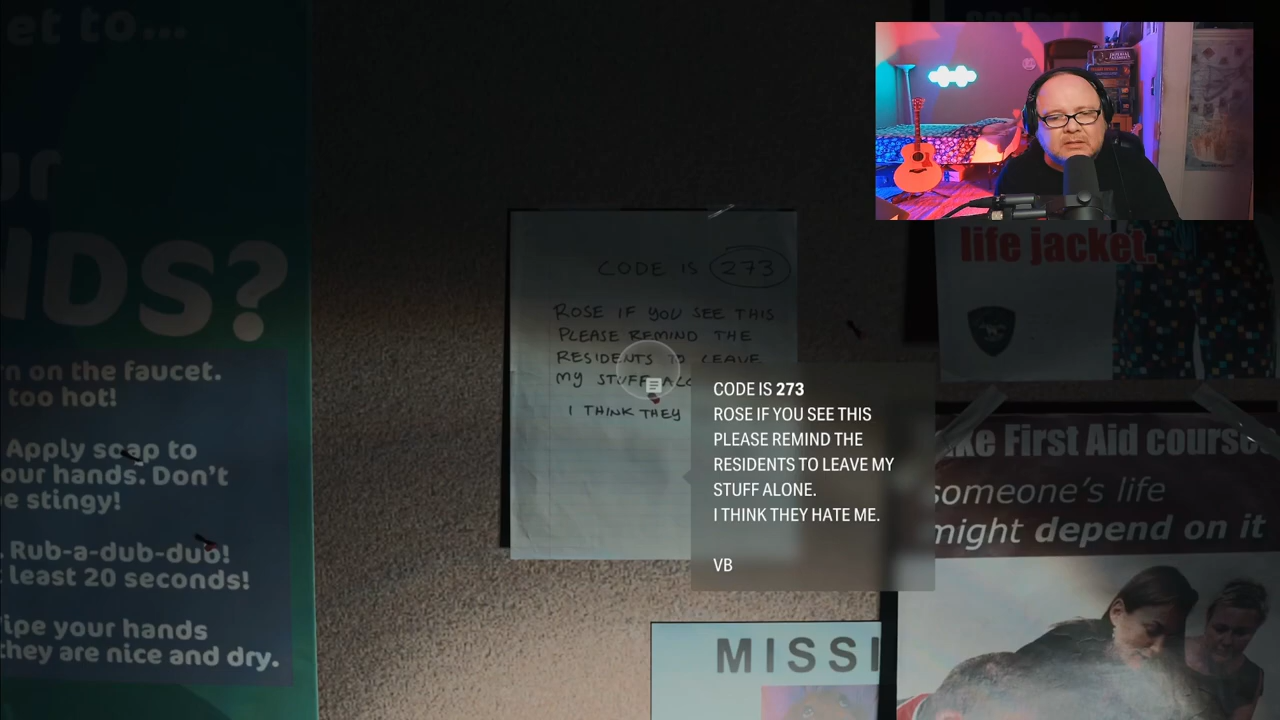 et to...
ur
NDS?
n on the faucet.
too hot!
Apply soap to
our hands. Don't
e stingy!
. Rub-a-dub-dub!
least 20 seconds!
ipe your hands
they are nice and dry.
CODE IS 273
ROSE IF YOU SEE THIS
PLEASE REMIND THE
RESIDENTS TO LEAVE
MY STUFF ALO
I THINK THEY
CODE IS 273
ROSE IF YOU SEE THIS
PLEASE REMIND THE
RESIDENTS TO LEAVE MY
STUFF ALONE.
I THINK THEY HATE ME.
VB
MISSI
life jacket.
ke First Aid course
someone's life
might depend on it